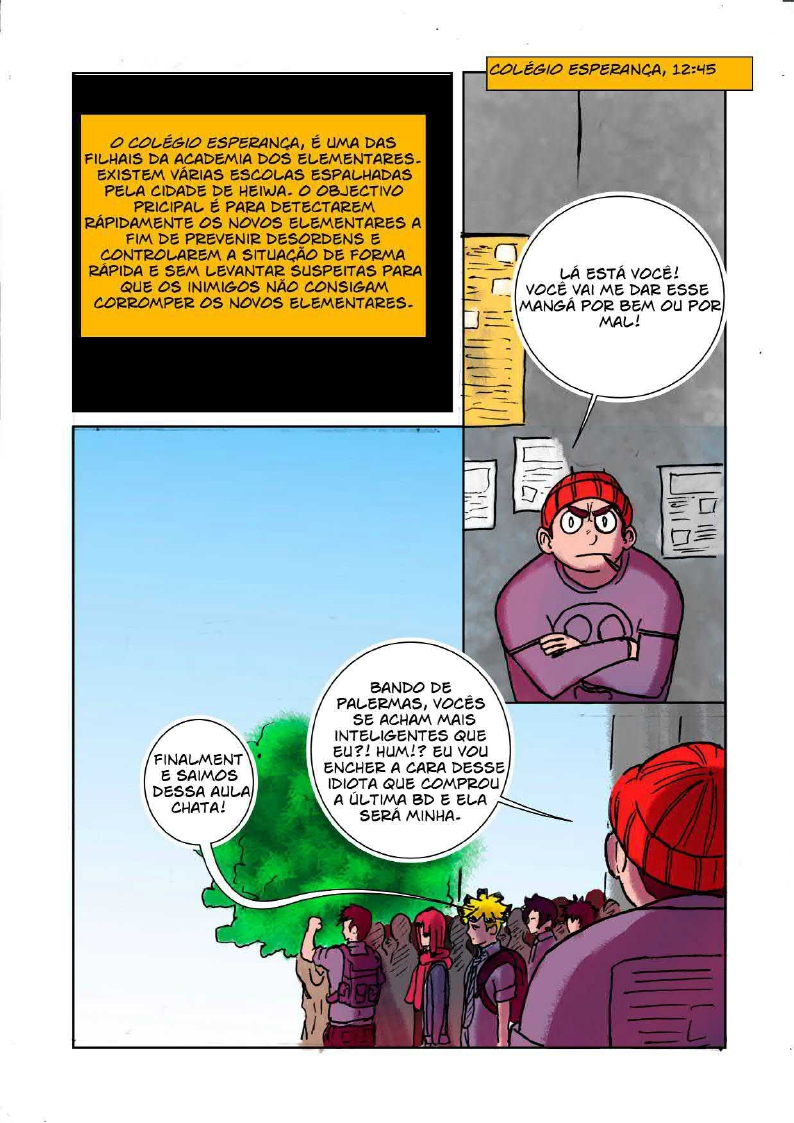 COLÉGIO ESPERANÇA, 12:45
O COLÉGIO ESPERANÇA, É UMA DAS
FILHAIS DA ACADEMIA DOS ELEMENTARES.
EXISTEM VÁRIAS ESCOLAS ESPALHADAS
PELA CIDADE DE HEIWA. O OBJECTIVO
PRICIPAL É PARA DETECTAREM
RÁPIDAMENTE OS NOVOS ELEMENTARES A
FIM DE PREVENIR DESORDENS E
CONTROLAREM A SITUAÇÃO DE FORMA
RÁPIDA E SEM LEVANTAR SUSPEITAS PARA
QUE OS INIMIGOS NÃO CONSIGAM
CORROMPER OS NOVOS ELEMENTARES.
LÁ ESTÁ VOCÊ!
VOCÊ VAI ME DAR ESSE
MANGÁ POR BEM OU POR
MAL!
BANDO DE
PALERMAS, VOCÊS
SE ACHAM MAIS
INTELIGENTES QUE
EU?! HUM!? EU VOU
ENCHER A CARA DESSE
IDIOTA QUE COMPROU
A ÚLTIMA BD E ELA
SERÁ MINHA.
FINALMENT
E SAIMOS
DESSA AULA
CHATA!